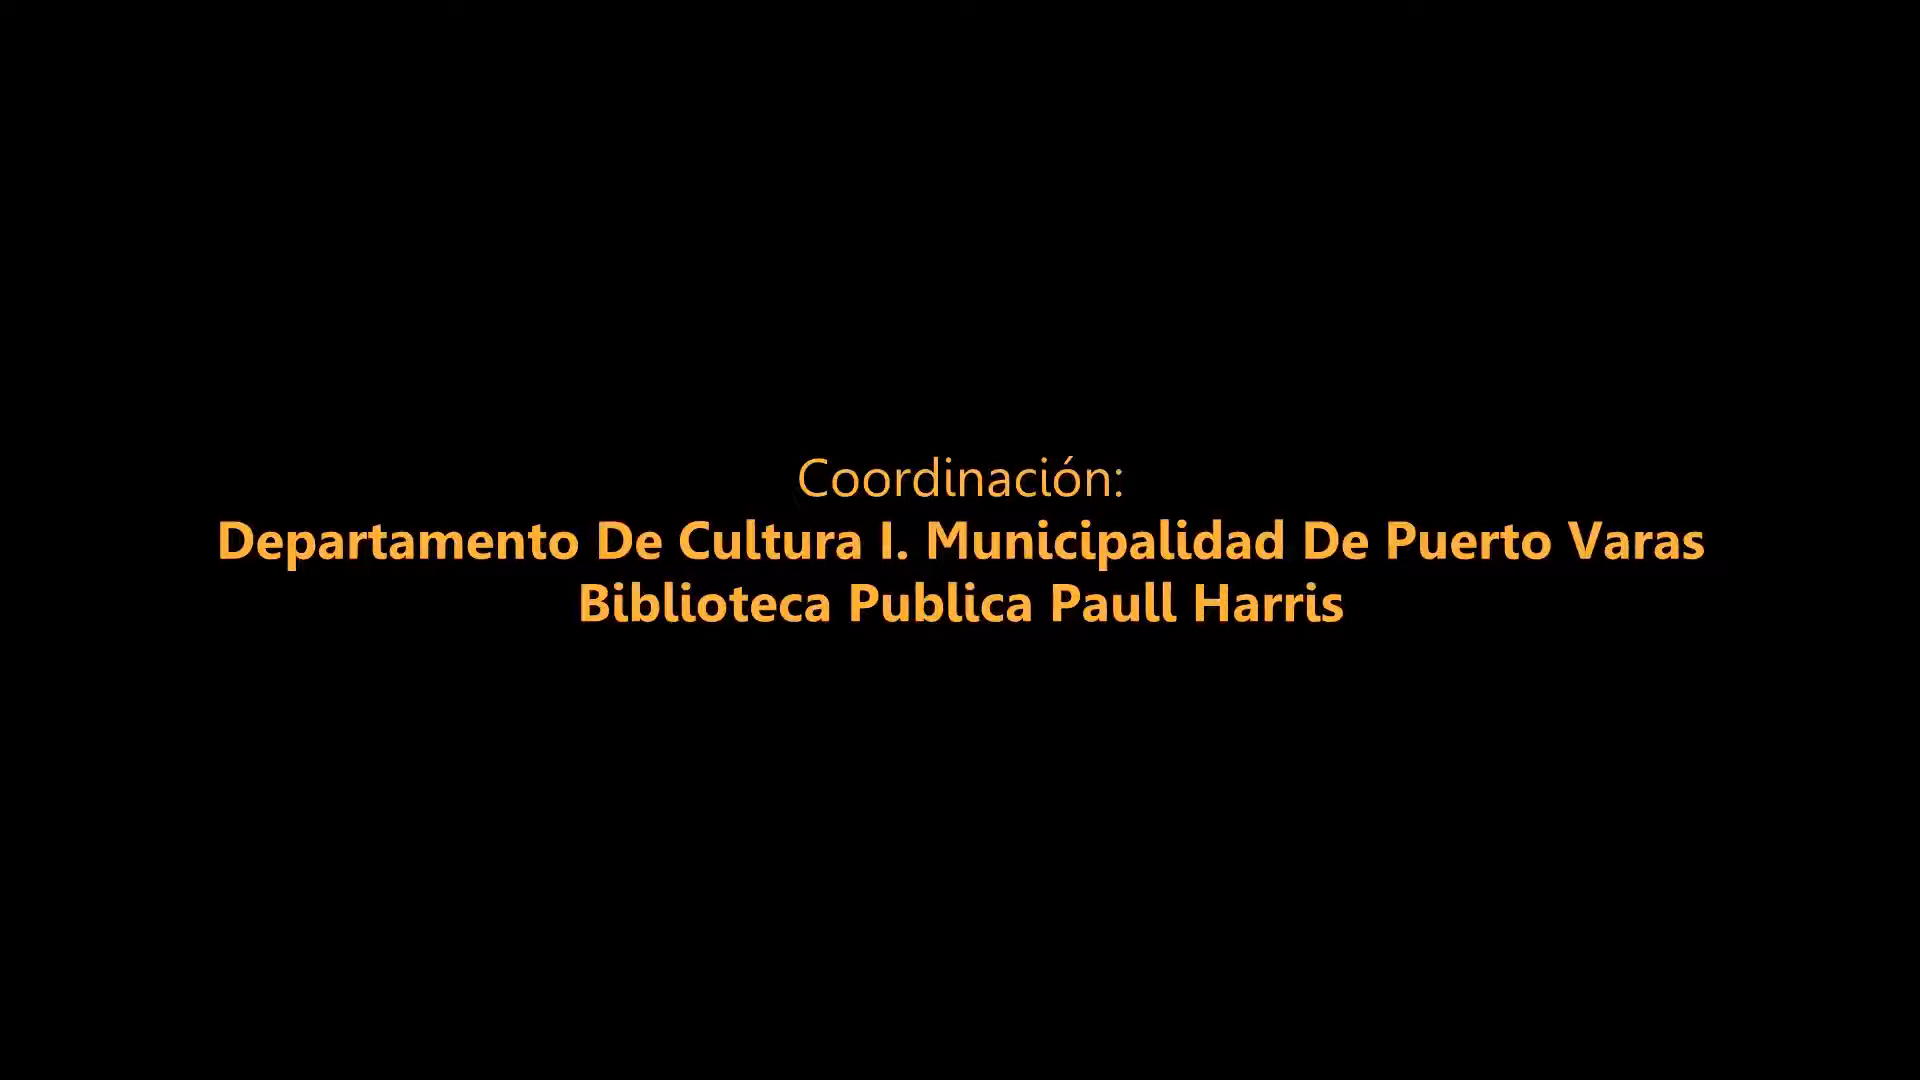 Coordinación:
Departamento De Cultura I. Municipalidad De Puerto Varas
Biblioteca Publica Paull Harris